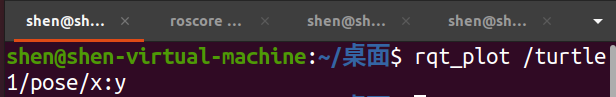 shen@sh... × roscore ... × shen@sh... × shen@sh... ×
shen@shen-virtual-machine:~/桌面$ rqt_plot /turtle
1/pose/x:y